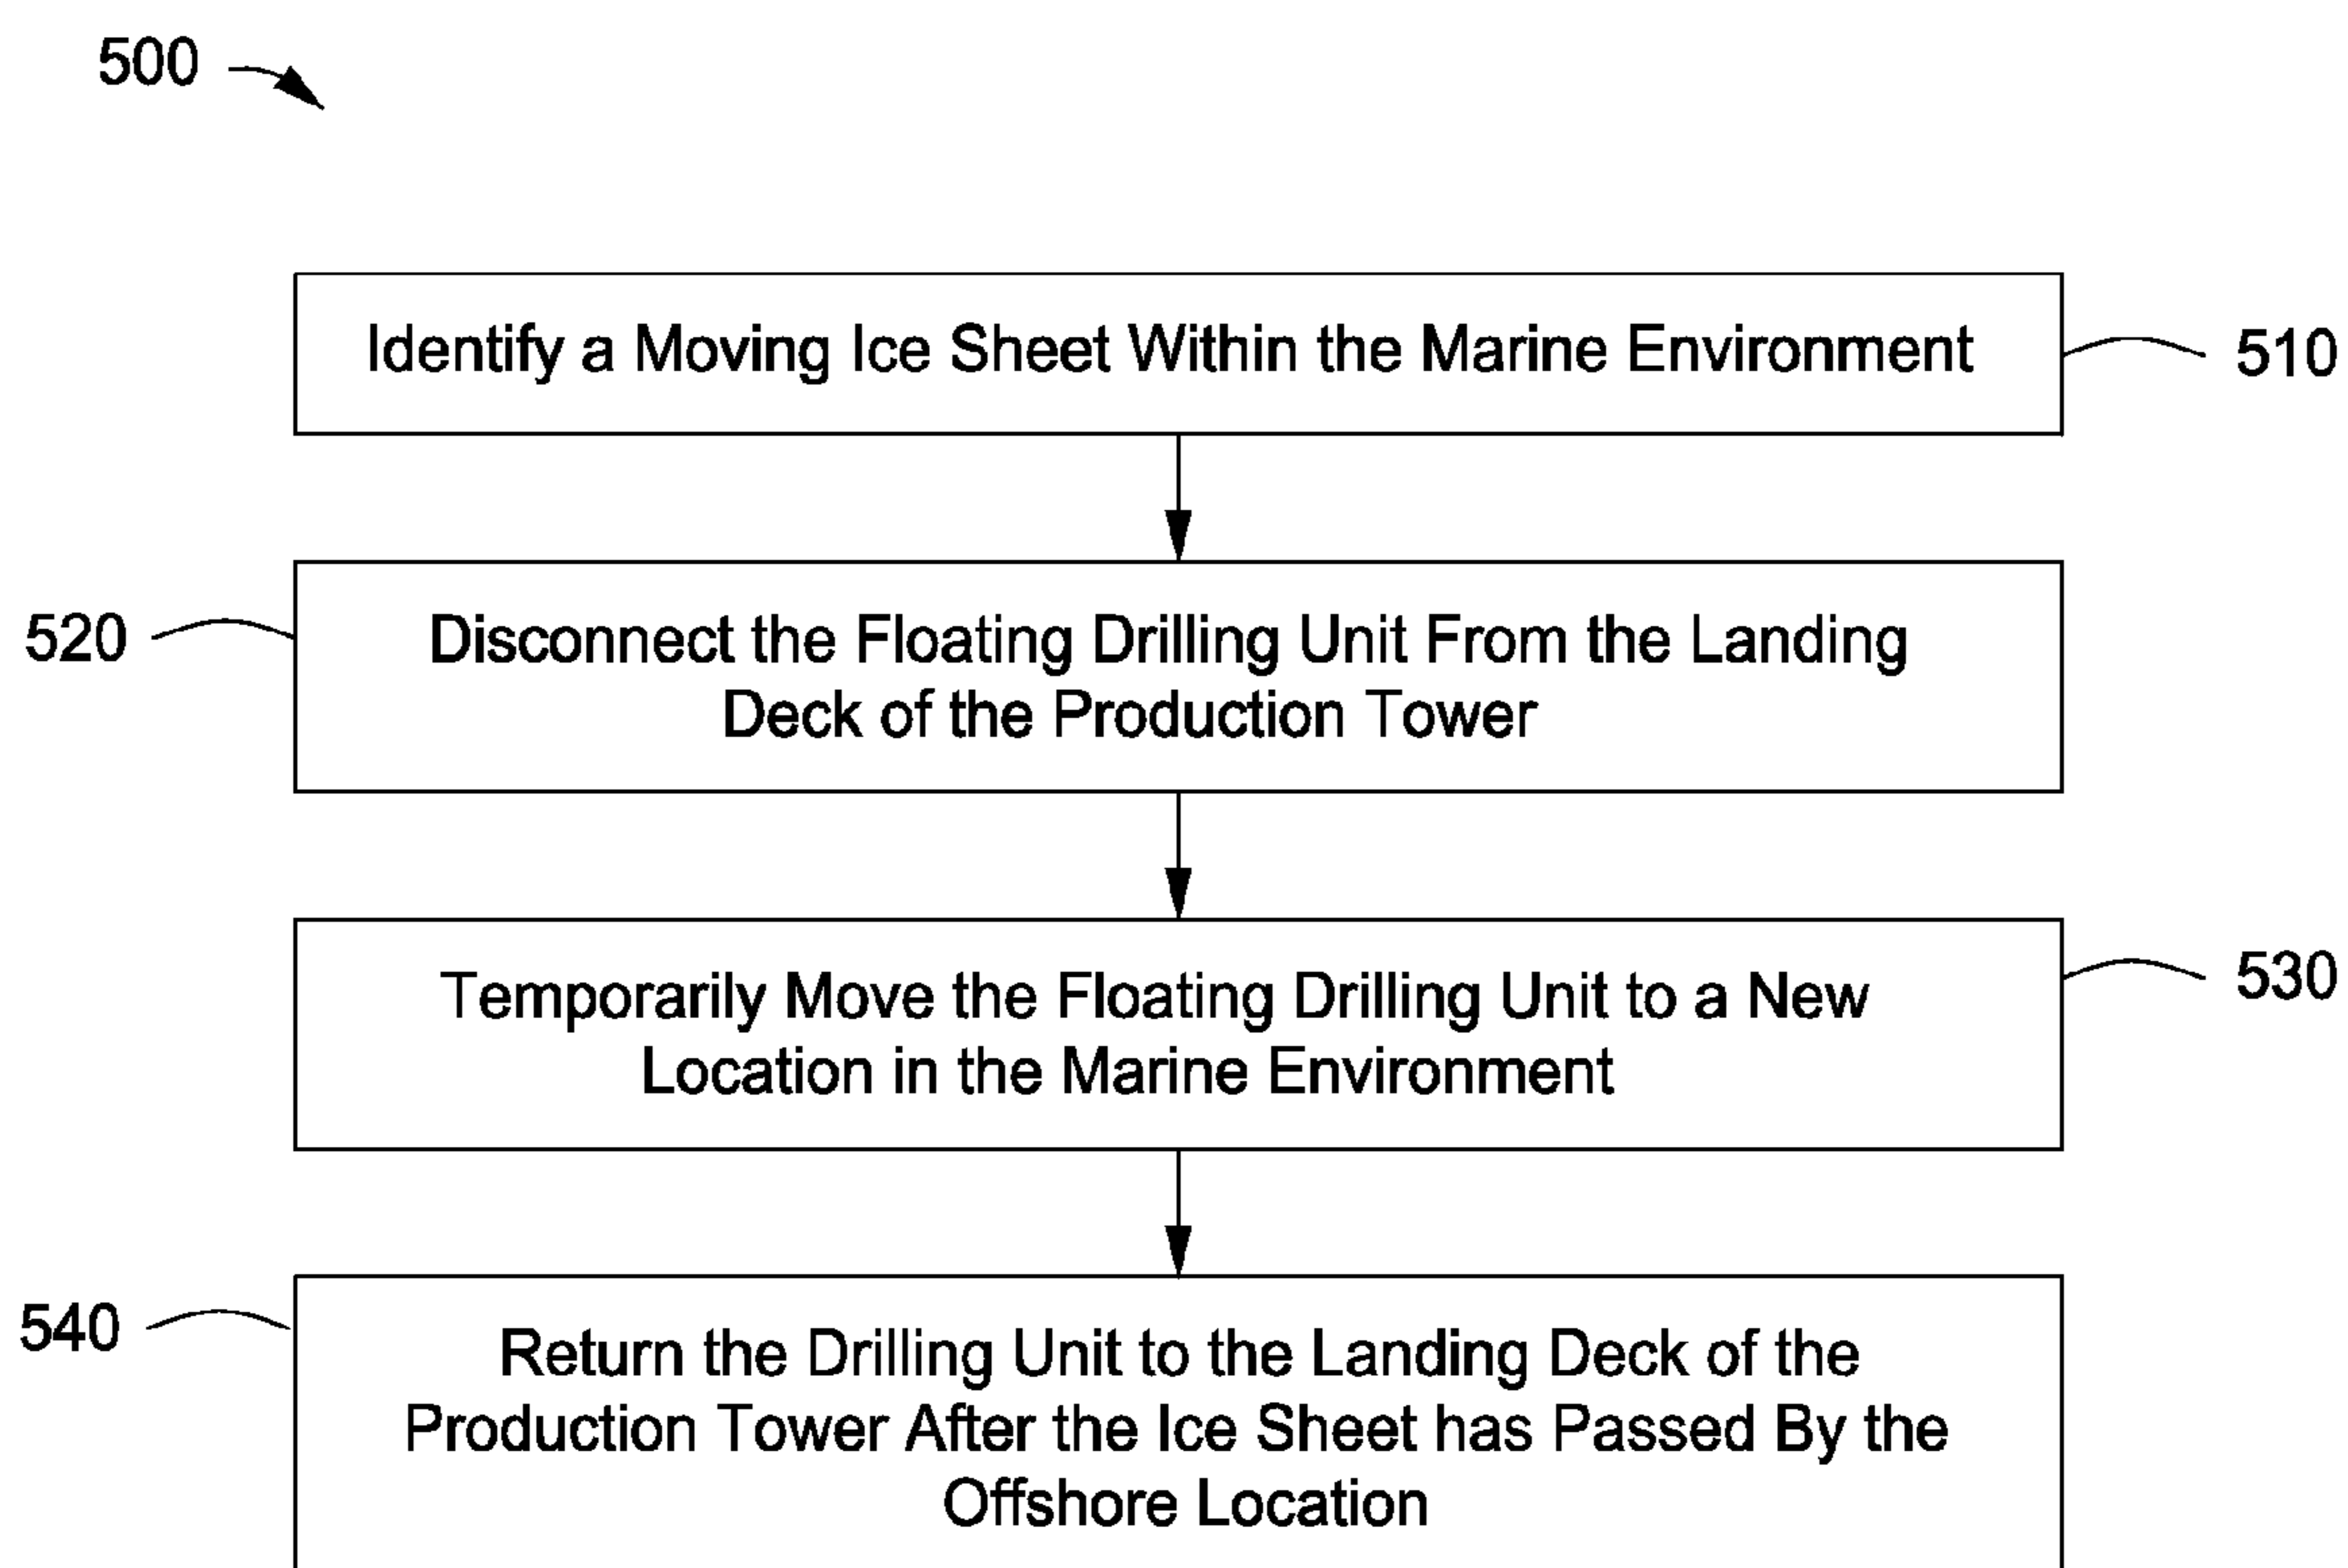 500
Identify a Moving Ice Sheet Within the Marine Environment
510
520
Disconnect the Floating Drilling Unit From the Landing
Deck of the Production Tower
Temporarily Move the Floating Drilling Unit to a New
Location in the Marine Environment
530
540
Return the Drilling Unit to the Landing Deck of the
Production Tower After the Ice Sheet has Passed By the
Offshore Location